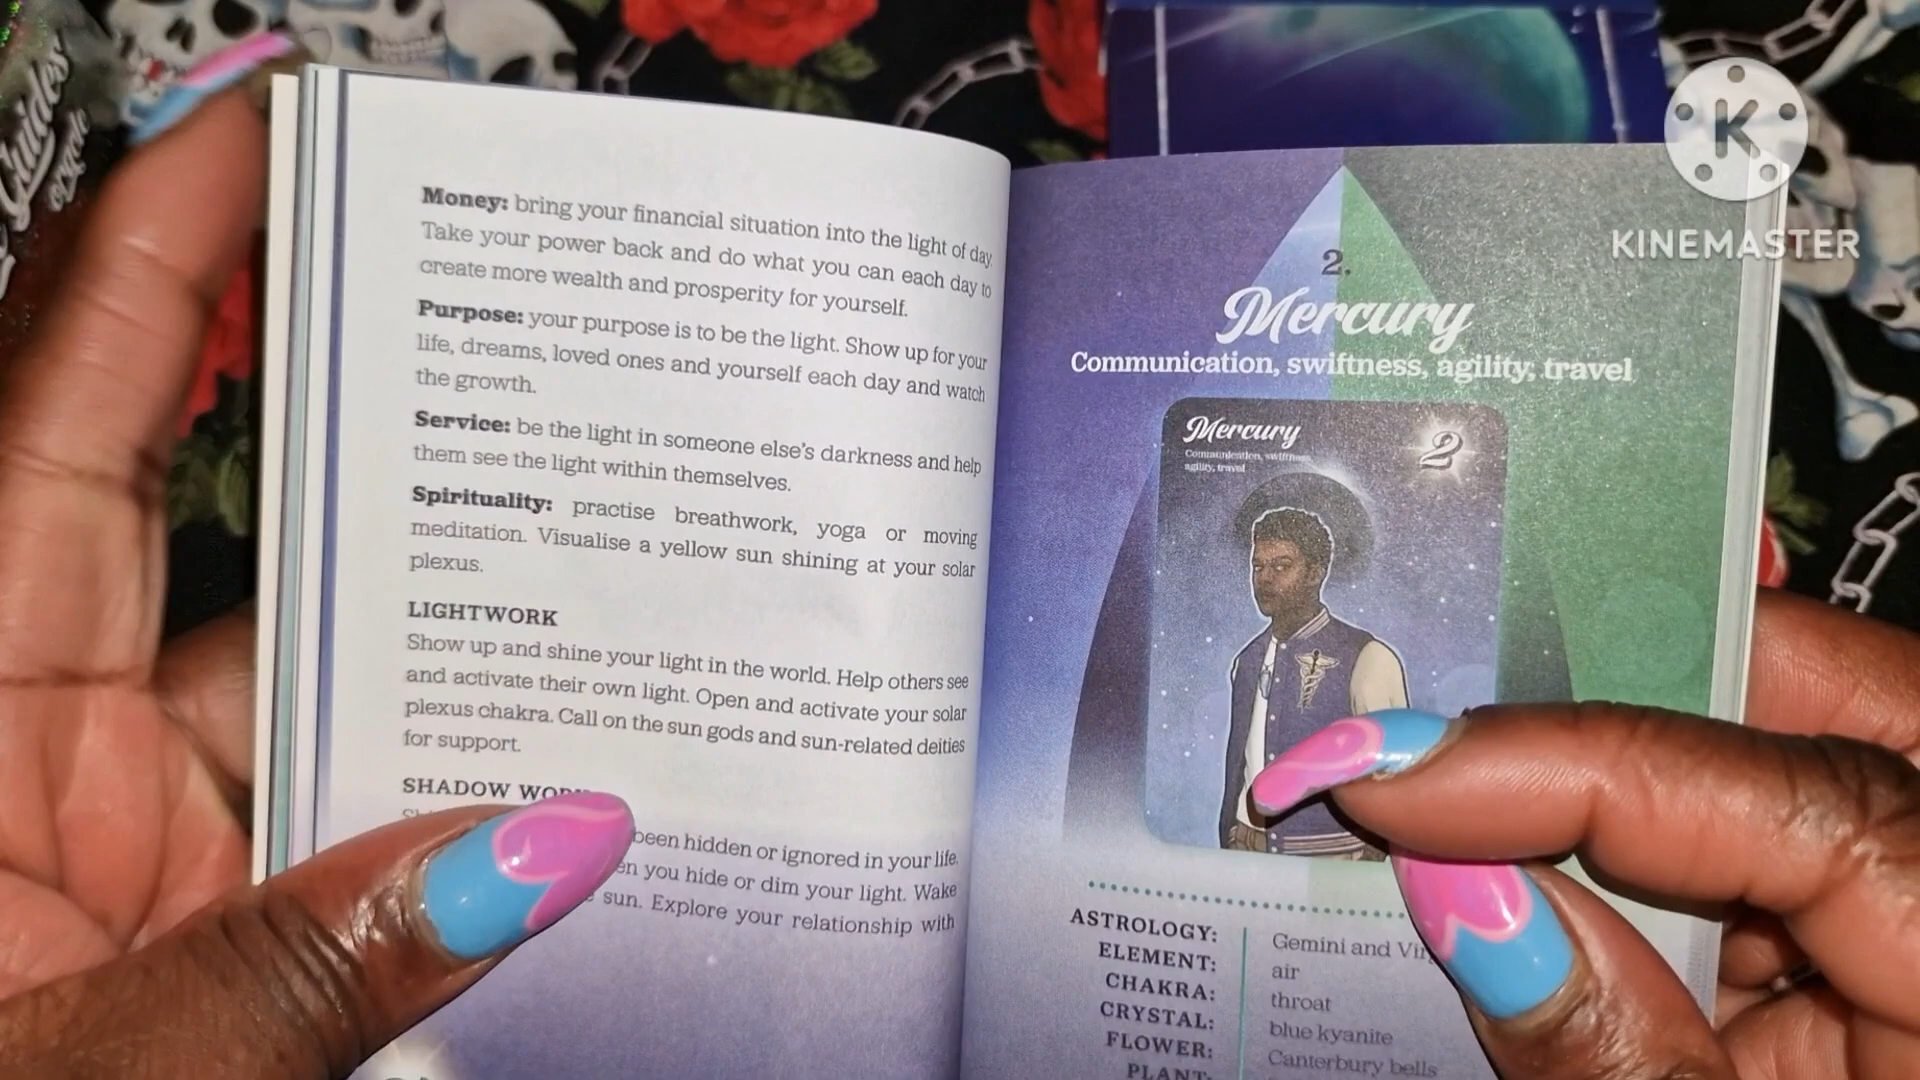 Guides
oracle
Money: bring your financial situation into the light of day.
Take your power back and do what you can each day to
create more wealth and prosperity for yourself.
Purpose: your purpose is to be the light. Show up for your
life, dreams, loved ones and yourself each day and watch
the growth.
Service: be the light in someone else's darkness and help
them see the light within themselves.
Spirituality: practise breathwork, yoga or moving
meditation. Visualise a yellow sun shining at your solar
plexus.
LIGHTWORK
Show up and shine your light in the world. Help others see
and activate their own light. Open and activate your solar
plexus chakra. Call on the sun gods and sun-related deities
for support.
SHADOW
been hidden or ignored in your life.
you hide or dim your light. Wake
sun. Explore your relationship with
2.
Mercury
Communication, swiftness, agility, travel
Mercury
2
Communication, swiftness,
agility, travel
ASTROLOGY: Gemini and
ELEMENT: air
CHAKRA: throat
CRYSTAL: blue kyanite
FLOWER: Canterbury bells
PLANT:
K
KINEMASTER